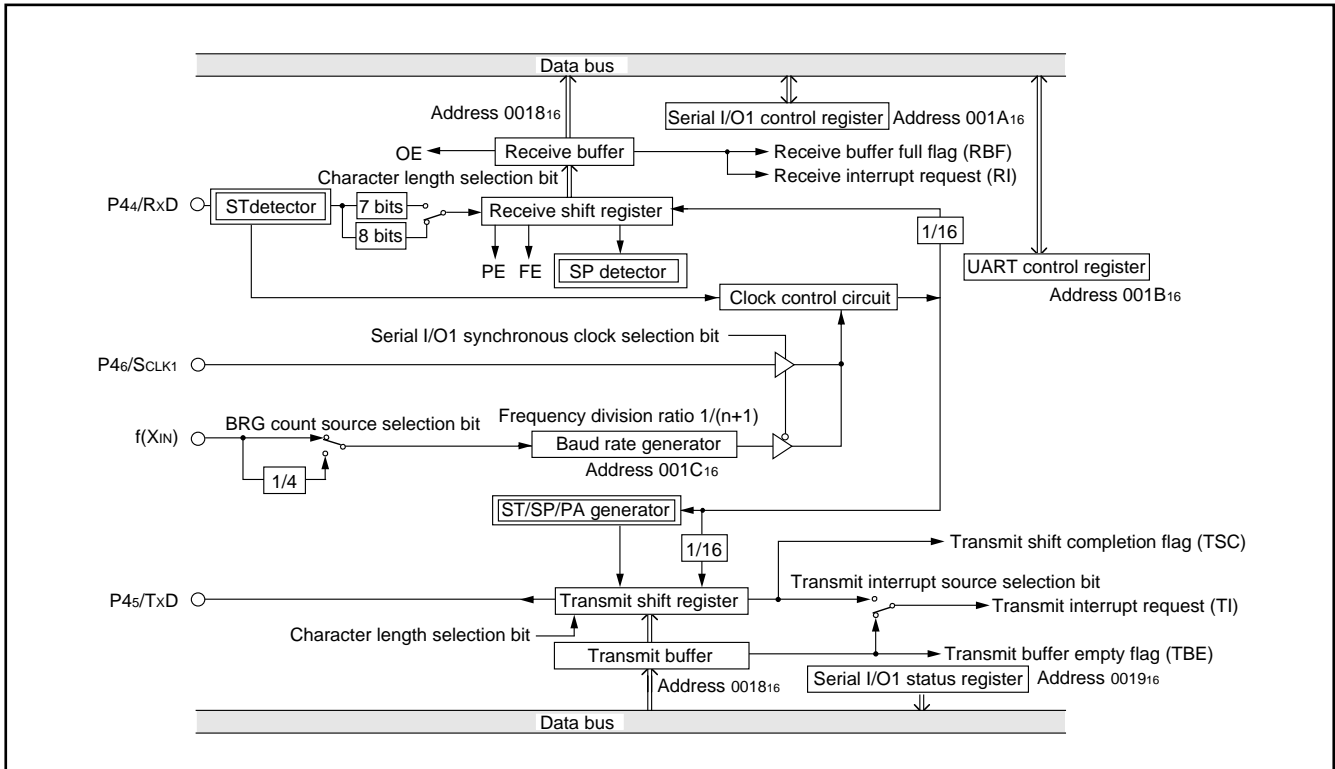 Data bus
Address 0018₁₆
Serial I/O1 control register Address 001A₁₆
OE Receive buffer Receive buffer full flag (RBF)
Character length selection bit Receive interrupt request (RI)
P4₄/RxD STdetector 7 bits Receive shift register
8 bits 1/16
PE FE SP detector UART control register
Clock control circuit Address 001B₁₆
Serial I/O1 synchronous clock selection bit
P4₆/SCLK1
BRG count source selection bit Frequency division ratio 1/(n+1)
f(XIN) Baud rate generator
1/4 Address 001C₁₆
ST/SP/PA generator
1/16 Transmit shift completion flag (TSC)
Transmit interrupt source selection bit
P4₅/TxD Transmit shift register Transmit interrupt request (TI)
Character length selection bit
Transmit buffer Transmit buffer empty flag (TBE)
Address 0018₁₆ Serial I/O1 status register Address 0019₁₆
Data bus